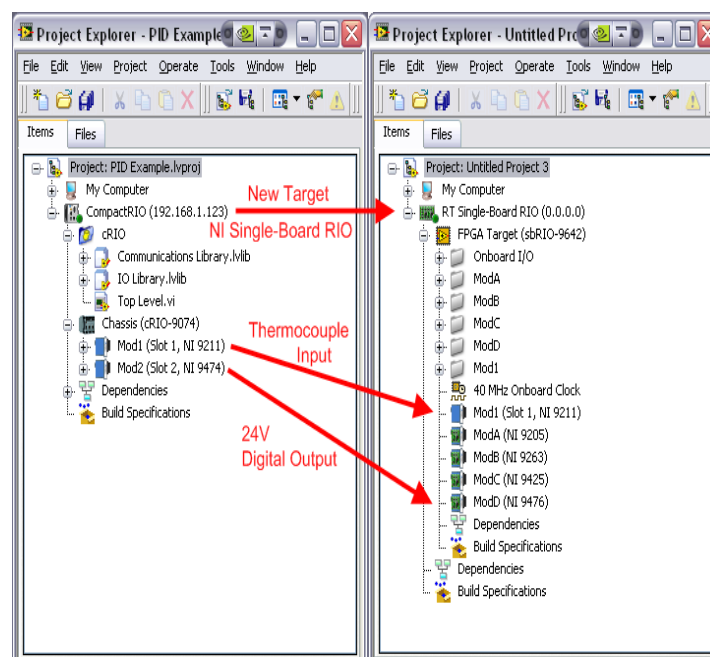 Project Explorer - PID Example
File Edit View Project Operate Tools Window Help
Items Files
Project: PID Example.lvproj
My Computer
CompactRIO (192.168.1.123)
cRIO
Communications Library.lvlib
IO Library.lvlib
Top Level.vi
Chassis (cRIO-9074)
Mod1 (Slot 1, NI 9211)
Mod2 (Slot 2, NI 9474)
Dependencies
Build Specifications
New Target
NI Single-Board RIO
Thermocouple
Input
24V
Digital Output
Project Explorer - Untitled Pro
File Edit View Project Operate Tools Window Help
Items Files
Project: Untitled Project 3
My Computer
RT Single-Board RIO (0.0.0.0)
FPGA Target (sbRIO-9642)
Onboard I/O
ModA
ModB
ModC
ModD
Mod1
40 MHz Onboard Clock
Mod1 (Slot 1, NI 9211)
ModA (NI 9205)
ModB (NI 9263)
ModC (NI 9425)
ModD (NI 9476)
Dependencies
Build Specifications
Dependencies
Build Specifications